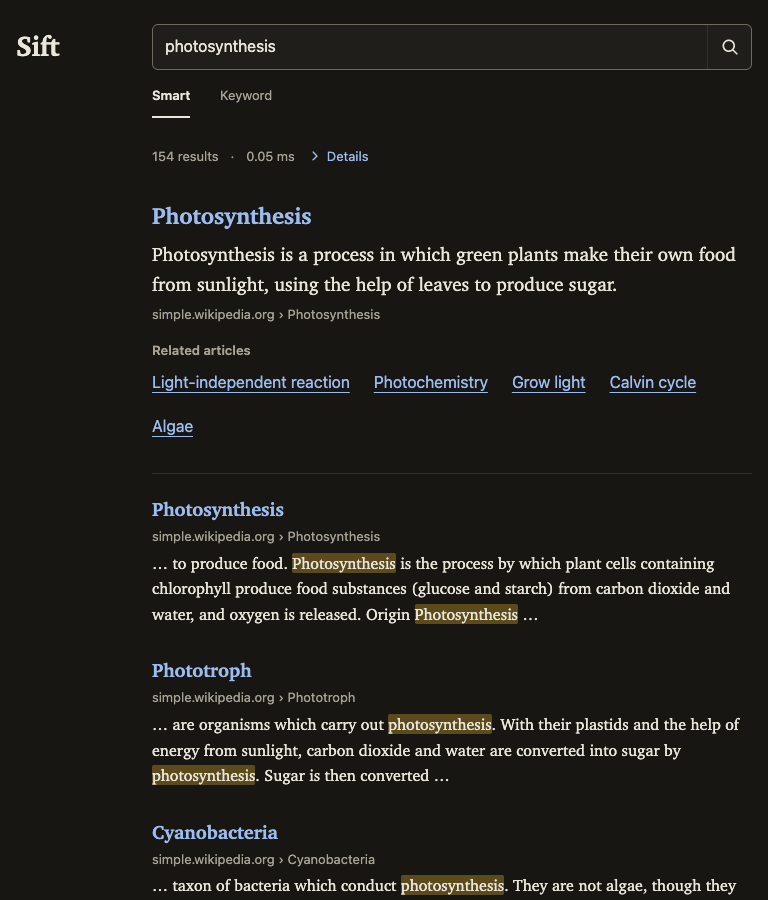 Sift
photosynthesis
Smart Keyword
154 results · 0.05 ms > Details
Photosynthesis
Photosynthesis is a process in which green plants make their own food
from sunlight, using the help of leaves to produce sugar.
simple.wikipedia.org › Photosynthesis
Related articles
Light-independent reaction Photochemistry Grow light Calvin cycle
Algae
Photosynthesis
simple.wikipedia.org › Photosynthesis
… to produce food. Photosynthesis is the process by which plant cells containing
chlorophyll produce food substances (glucose and starch) from carbon dioxide and
water, and oxygen is released. Origin Photosynthesis …
Phototroph
simple.wikipedia.org › Phototroph
… are organisms which carry out photosynthesis. With their plastids and the help of
energy from sunlight, carbon dioxide and water are converted into sugar by
photosynthesis. Sugar is then converted …
Cyanobacteria
simple.wikipedia.org › Cyanobacteria
… taxon of bacteria which conduct photosynthesis. They are not algae, though they